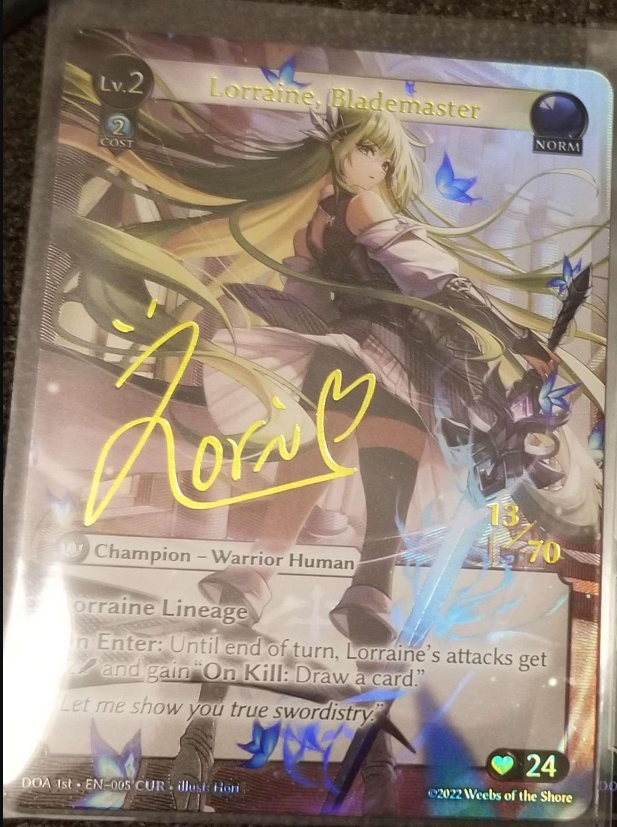 Lv.2
Lorraine, Blademaster
2
COST
NORM
13/70
Champion – Warrior Human
Lineage
Enter: Until end of turn, Lorraine's attacks get
and gain "On Kill: Draw a card."
"Let me show you true swordistry."
24
DOA 1st • EN-005 CUR • illust: Hori
©2022 Weebs of the Shore